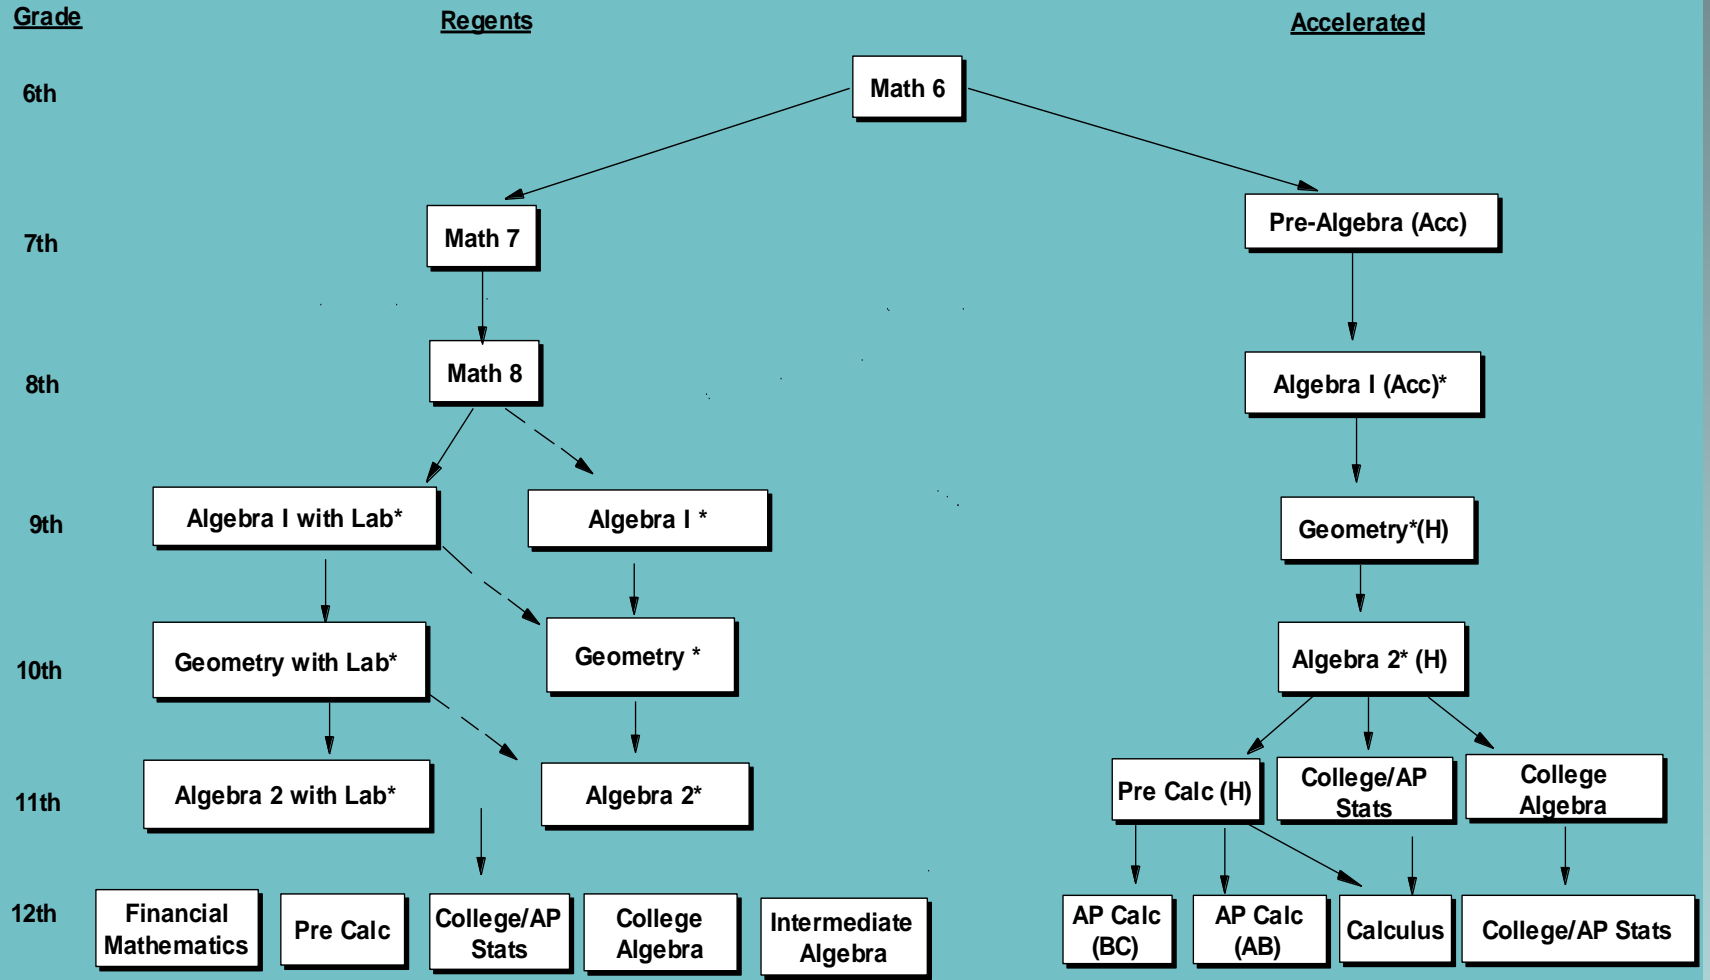 Grade
Regents
Accelerated
6th
Math 6
7th
Math 7
Pre-Algebra (Acc)
8th
Math 8
Algebra I (Acc)*
9th
Algebra I with Lab*
Algebra I *
Geometry*(H)
10th
Geometry with Lab*
Geometry *
Algebra 2* (H)
11th
Algebra 2 with Lab*
Algebra 2*
Pre Calc (H)
College/AP
Stats
College
Algebra
12th
Financial
Mathematics
Pre Calc
College/AP
Stats
College
Algebra
Intermediate
Algebra
AP Calc
(BC)
AP Calc
(AB)
Calculus
College/AP Stats